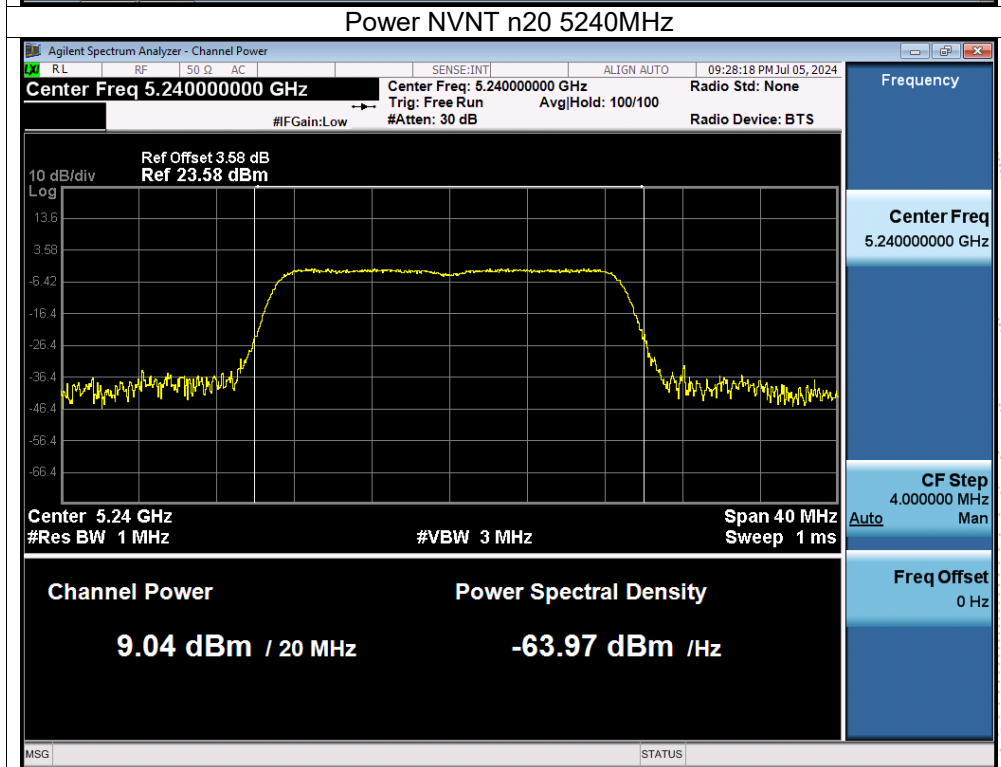 Power NVNT n20 5240MHz
Agilent Spectrum Analyzer - Channel Power
LXI RL RF 50 Ω AC SENSE:INT ALIGN AUTO 09:28:18 PM Jul 05, 2024
Center Freq 5.240000000 GHz
Center Freq: 5.240000000 GHz Radio Std: None
Trig: Free Run Avg|Hold: 100/100
#IFGain:Low #Atten: 30 dB Radio Device: BTS
Ref Offset 3.58 dB
10 dB/div Ref 23.58 dBm
Log
13.6
3.58
-6.42
-16.4
-26.4
-36.4
-46.4
-56.4
-66.4
Center 5.24 GHz Span 40 MHz
#Res BW 1 MHz #VBW 3 MHz Sweep 1 ms
Channel Power Power Spectral Density
9.04 dBm / 20 MHz -63.97 dBm /Hz
MSG STATUS
Frequency
Center Freq
5.240000000 GHz
CF Step
4.000000 MHz
Auto Man
Freq Offset
0 Hz